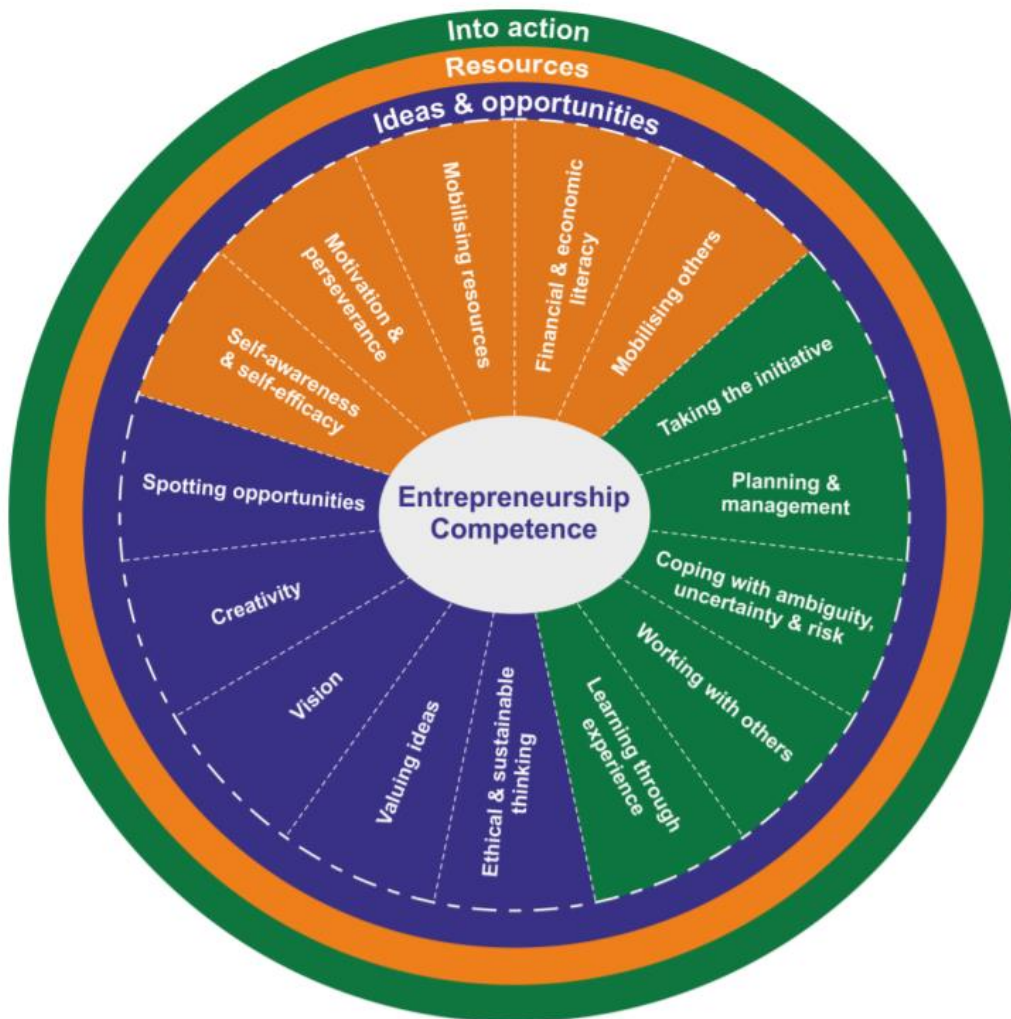 Into action
Resources
Ideas & opportunities
Mobilising resources
Financial & economic
literacy
Motivation &
perseverance
Mobilising others
Self-awareness
& self-efficacy
Taking the initiative
Spotting opportunities
Planning &
management
Entrepreneurship
Competence
Creativity
Coping with ambiguity,
uncertainty & risk
Vision
Working with others
Valuing ideas
Ethical & sustainable
thinking
Learning through
experience